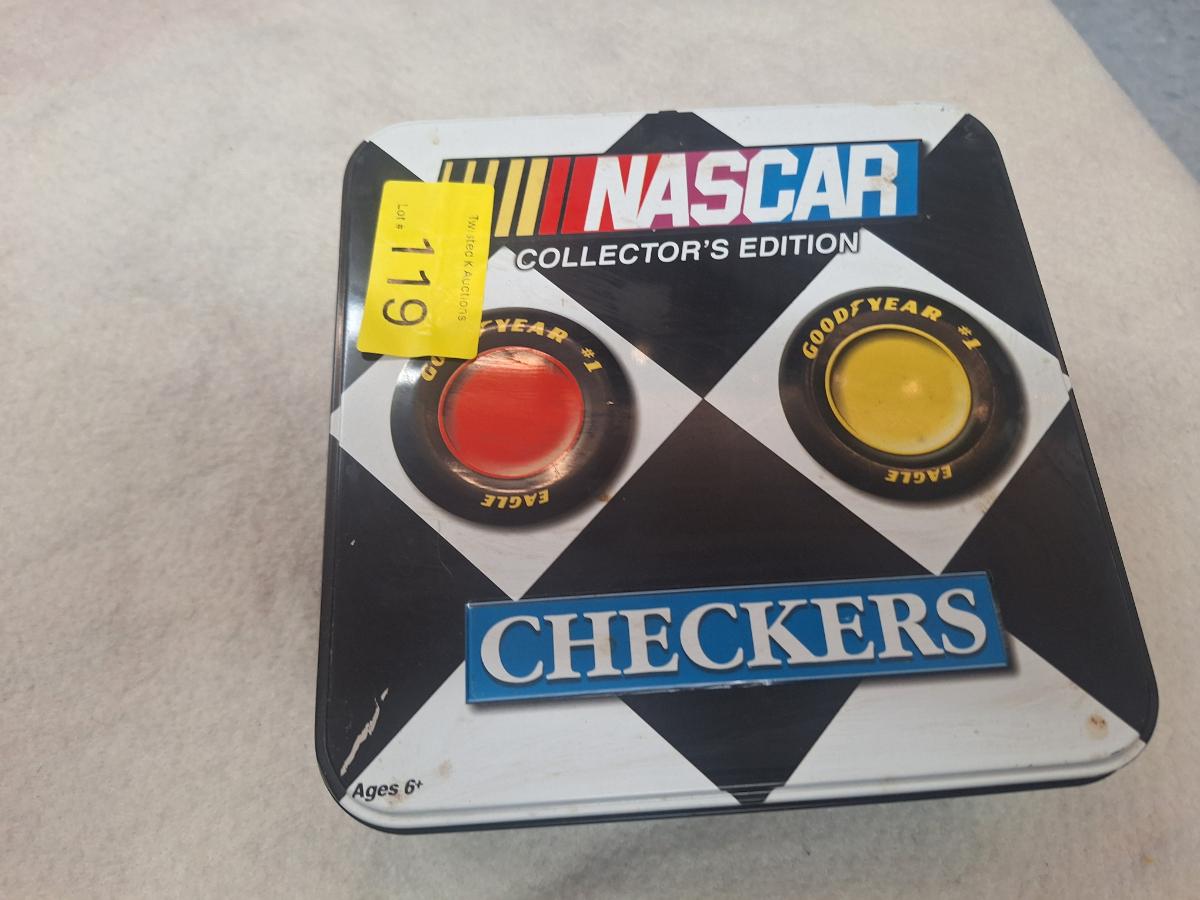 NASCAR
COLLECTOR'S EDITION
Twisted K Auctions
Lot # 119
GOODYEAR #1
EAGLE
GOODYEAR #1
EAGLE
CHECKERS
Ages 6+